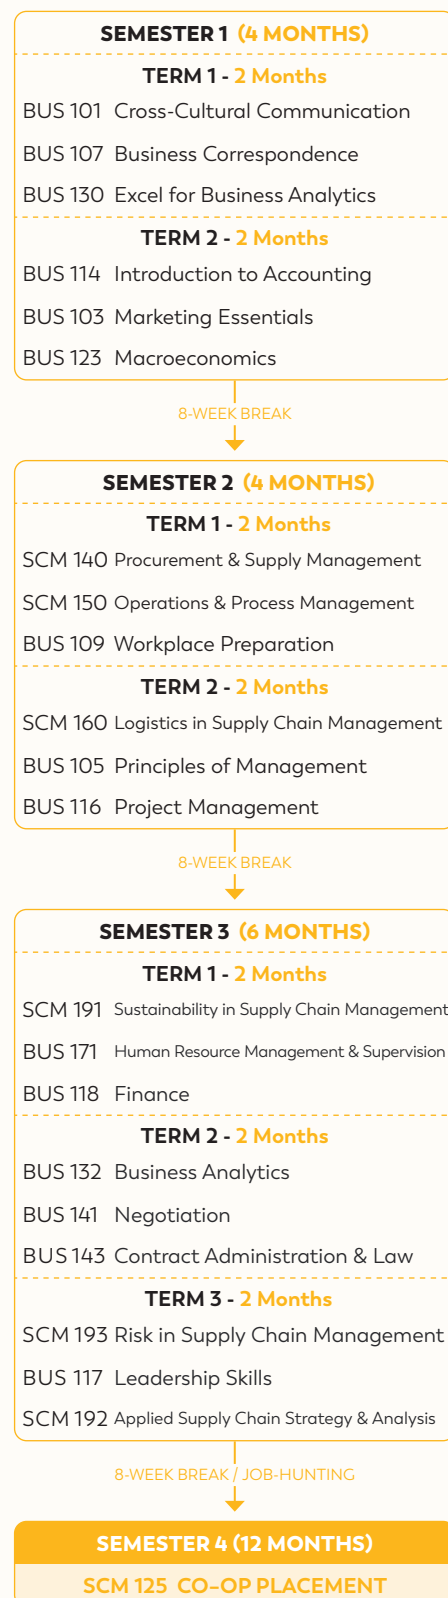 SEMESTER 1 (4 MONTHS)
TERM 1 - 2 Months
BUS 101 Cross-Cultural Communication
BUS 107 Business Correspondence
BUS 130 Excel for Business Analytics
TERM 2 - 2 Months
BUS 114 Introduction to Accounting
BUS 103 Marketing Essentials
BUS 123 Macroeconomics
8-WEEK BREAK
SEMESTER 2 (4 MONTHS)
TERM 1 - 2 Months
SCM 140 Procurement & Supply Management
SCM 150 Operations & Process Management
BUS 109 Workplace Preparation
TERM 2 - 2 Months
SCM 160 Logistics in Supply Chain Management
BUS 105 Principles of Management
BUS 116 Project Management
8-WEEK BREAK
SEMESTER 3 (6 MONTHS)
TERM 1 - 2 Months
SCM 191 Sustainability in Supply Chain Management
BUS 171 Human Resource Management & Supervision
BUS 118 Finance
TERM 2 - 2 Months
BUS 132 Business Analytics
BUS 141 Negotiation
BUS 143 Contract Administration & Law
TERM 3 - 2 Months
SCM 193 Risk in Supply Chain Management
BUS 117 Leadership Skills
SCM 192 Applied Supply Chain Strategy & Analysis
8-WEEK BREAK / JOB-HUNTING
SEMESTER 4 (12 MONTHS)
SCM 125 CO-OP PLACEMENT